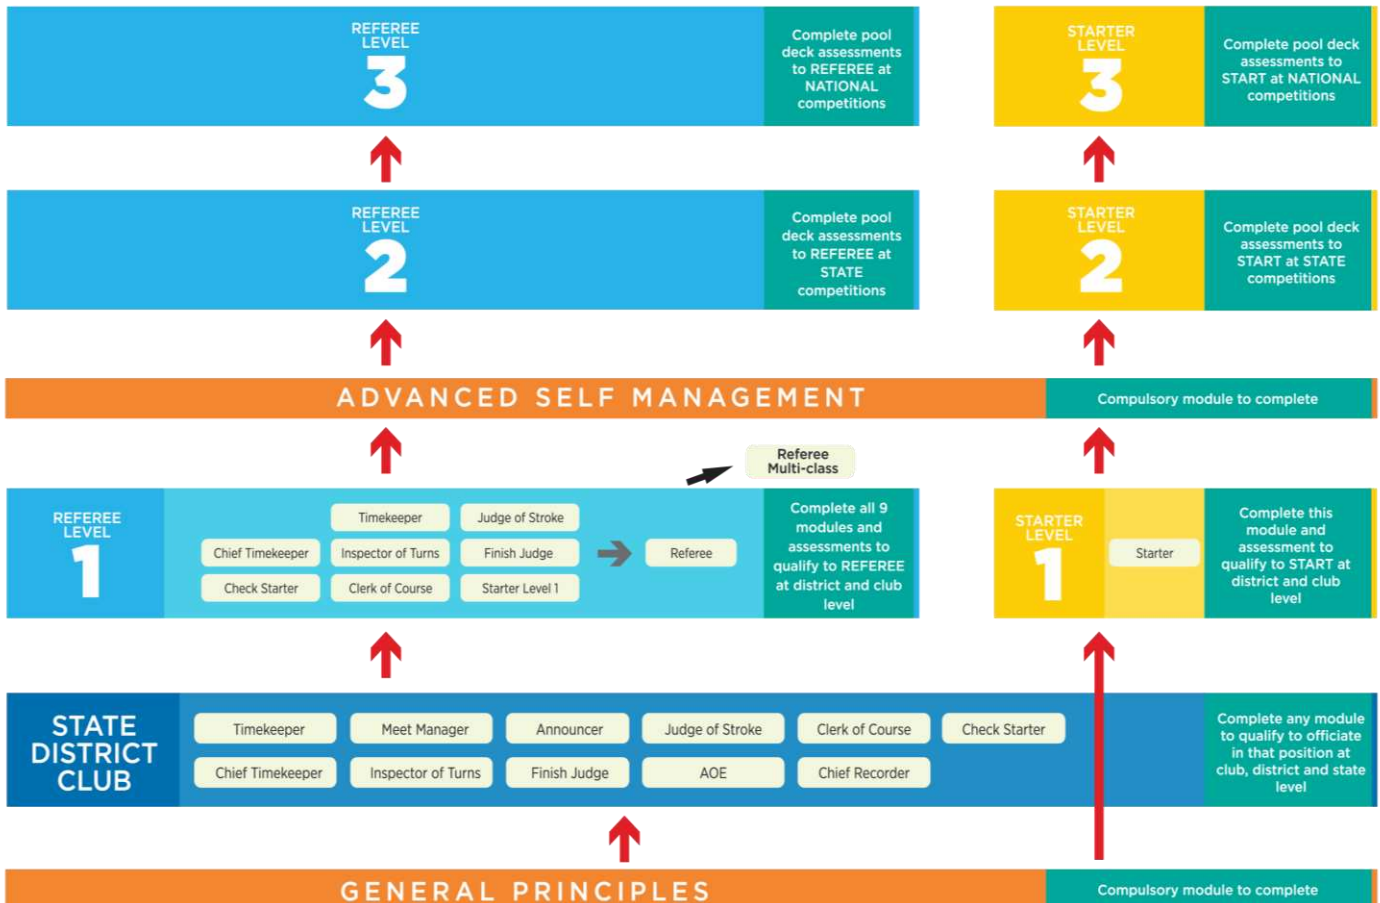 REFEREE
LEVEL
3
Complete pool
deck assessments
to REFEREE at
NATIONAL
competitions
STARTER
LEVEL
3
Complete pool deck
assessments to
START at NATIONAL
competitions
REFEREE
LEVEL
2
Complete pool
deck assessments
to REFEREE at
STATE
competitions
STARTER
LEVEL
2
Complete pool deck
assessments to
START at STATE
competitions
ADVANCED SELF MANAGEMENT
Compulsory module to complete
Referee
Multi-class
REFEREE
LEVEL
1
Timekeeper
Judge of Stroke
Chief Timekeeper
Inspector of Turns
Finish Judge
Referee
Check Starter
Clerk of Course
Starter Level 1
Complete all 9
modules and
assessments to
qualify to REFEREE
at district and club
level
STARTER
LEVEL
1
Starter
Complete this
module and
assessment to
qualify to START at
district and club
level
STATE
DISTRICT
CLUB
Timekeeper
Meet Manager
Announcer
Judge of Stroke
Clerk of Course
Check Starter
Chief Timekeeper
Inspector of Turns
Finish Judge
AOE
Chief Recorder
Complete any module
to qualify to officiate
in that position at
club, district and state
level
GENERAL PRINCIPLES
Compulsory module to complete